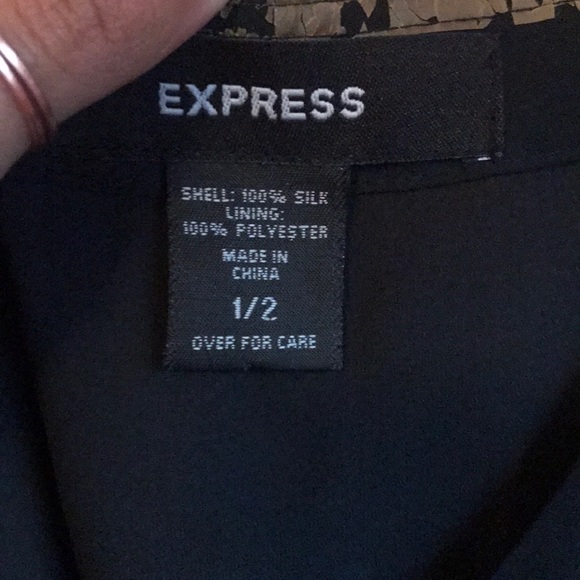 EXPRESS
SHELL: 100% SILK
LINING:
100% POLYESTER
MADE IN
CHINA
1/2
OVER FOR CARE